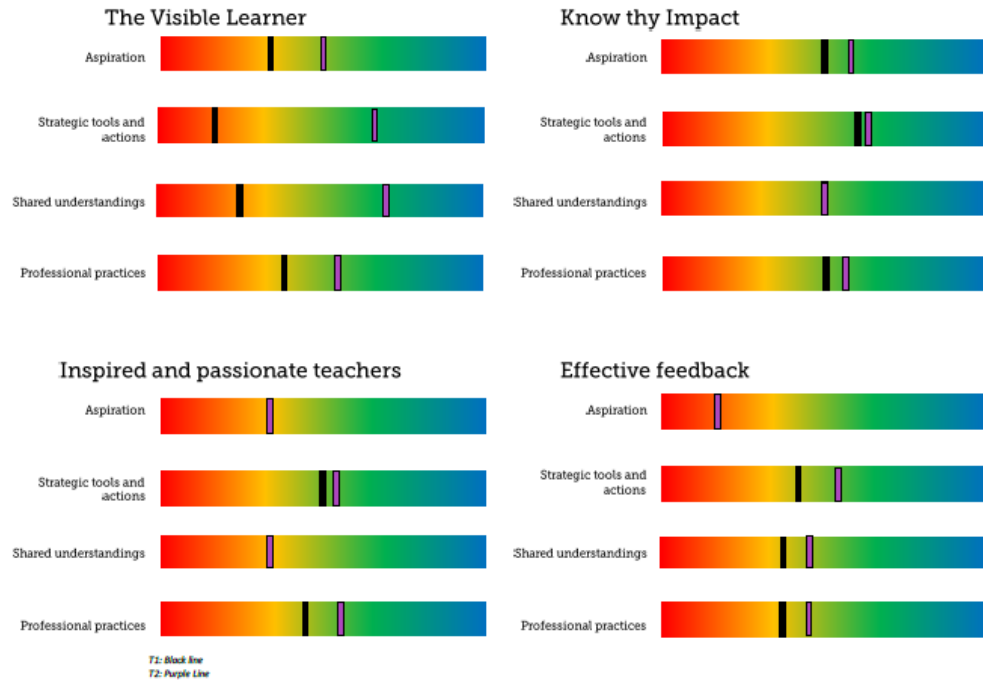 The Visible Learner
Aspiration
Strategic tools and
actions
Shared understandings
Professional practices
Know thy Impact
Aspiration
Strategic tools and
actions
Shared understandings
Professional practices
Inspired and passionate teachers
Aspiration
Strategic tools and
actions
Shared understandings
Professional practices
Effective feedback
Aspiration
Strategic tools and
actions
Shared understandings
Professional practices
T1: Black line
T2: Purple Line